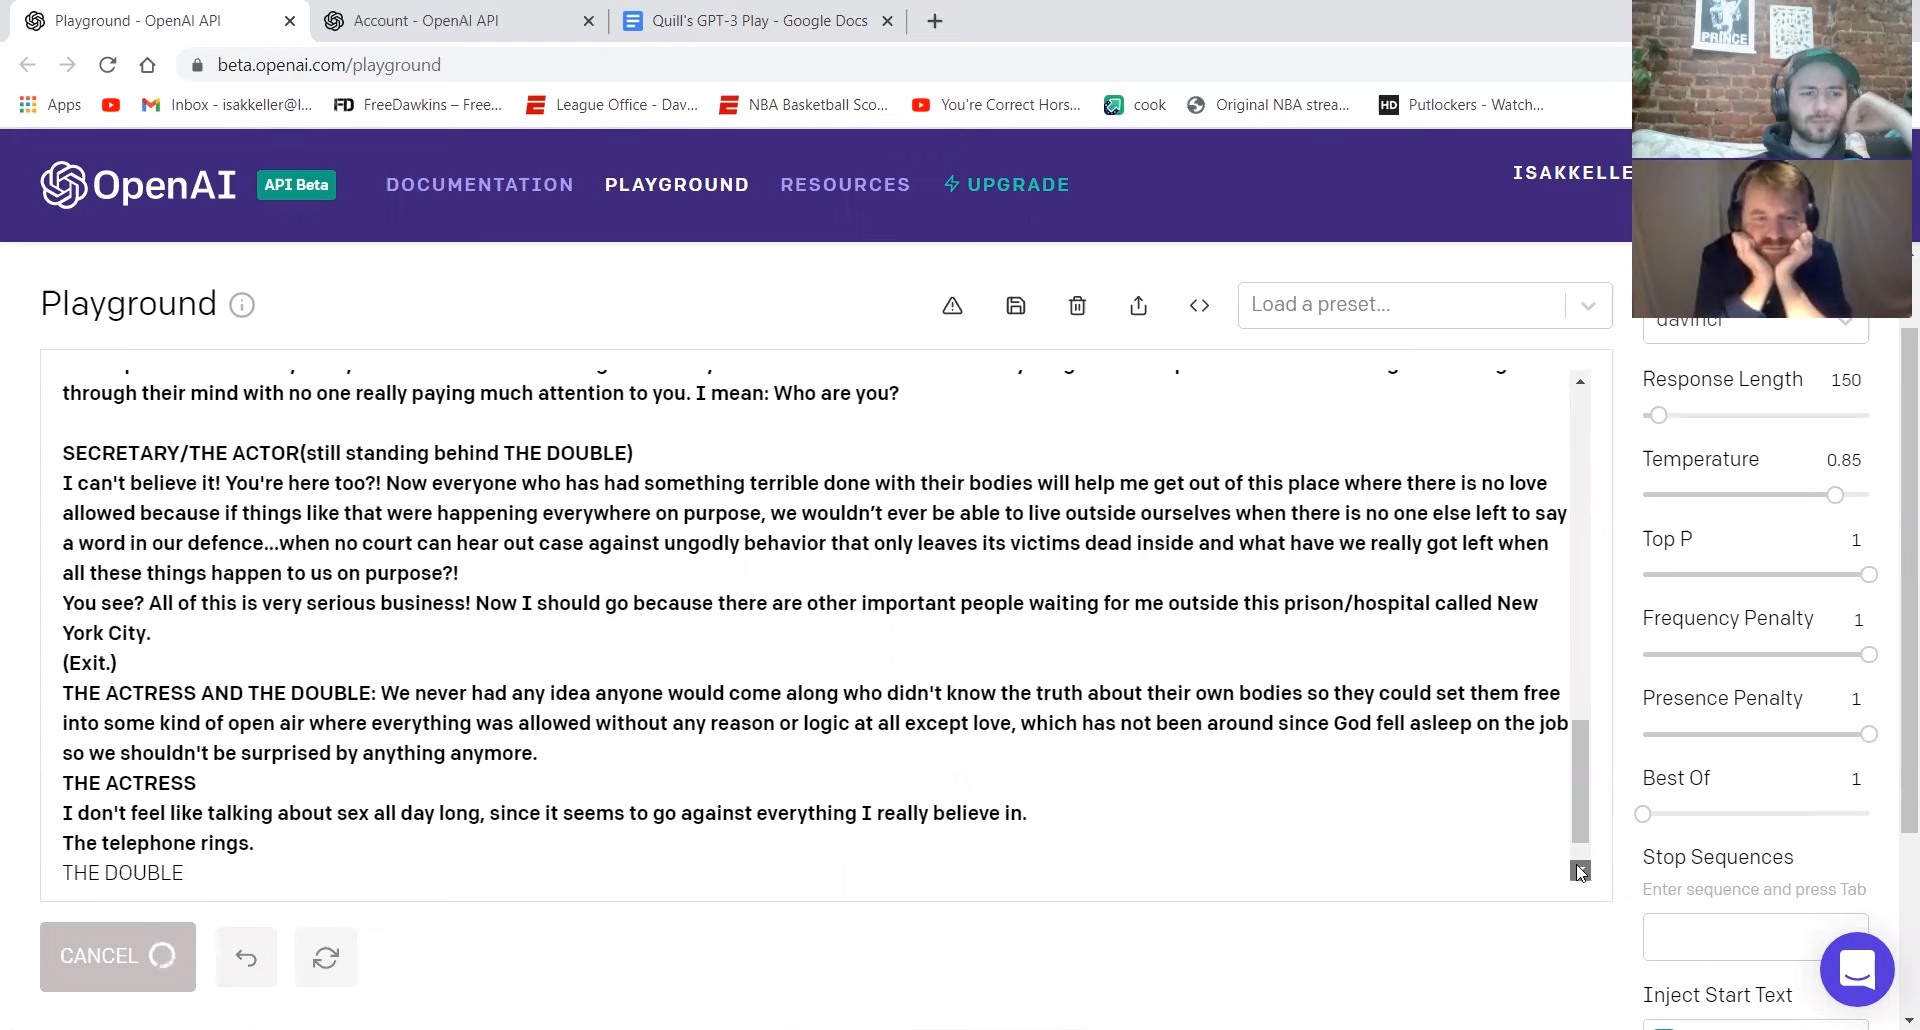 Playground - OpenAI API
Account - OpenAI API
Quill's GPT-3 Play - Google Docs
beta.openai.com/playground
Apps
Inbox - isakkeller@l...
FreeDawkins – Free...
League Office - Dav...
NBA Basketball Sco...
You're Correct Hors...
cook
Original NBA strea...
HD Putlockers - Watch...
PRINCE
OpenAI API Beta DOCUMENTATION PLAYGROUND RESOURCES UPGRADE ISAKKELLE
Playground
Load a preset...
davinci
through their mind with no one really paying much attention to you. I mean: Who are you?
SECRETARY/THE ACTOR(still standing behind THE DOUBLE)
I can't believe it! You're here too?! Now everyone who has had something terrible done with their bodies will help me get out of this place where there is no love
allowed because if things like that were happening everywhere on purpose, we wouldn’t ever be able to live outside ourselves when there is no one else left to say
a word in our defence...when no court can hear out case against ungodly behavior that only leaves its victims dead inside and what have we really got left when
all these things happen to us on purpose?!
You see? All of this is very serious business! Now I should go because there are other important people waiting for me outside this prison/hospital called New
York City.
(Exit.)
THE ACTRESS AND THE DOUBLE: We never had any idea anyone would come along who didn't know the truth about their own bodies so they could set them free
into some kind of open air where everything was allowed without any reason or logic at all except love, which has not been around since God fell asleep on the job
so we shouldn't be surprised by anything anymore.
THE ACTRESS
I don't feel like talking about sex all day long, since it seems to go against everything I really believe in.
The telephone rings.
THE DOUBLE
CANCEL
Response Length 150
Temperature 0.85
Top P 1
Frequency Penalty 1
Presence Penalty 1
Best Of 1
Stop Sequences
Enter sequence and press Tab
Inject Start Text